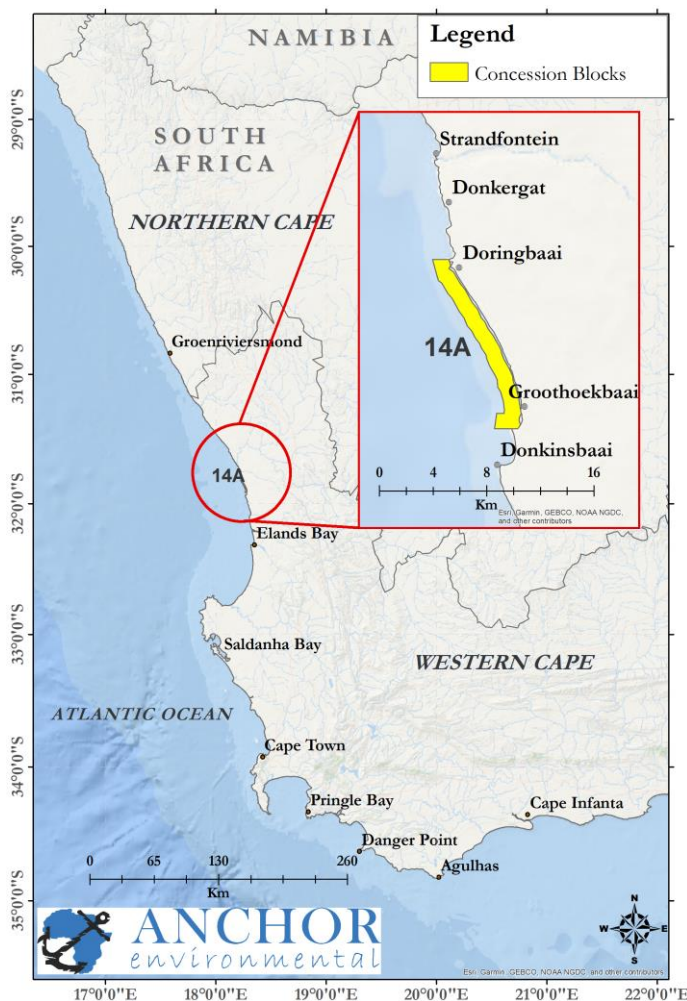 NAMIBIA
Legend
Concession Blocks
SOUTH
AFRICA
NORTHERN CAPE
Strandfontein
Donkergat
Doringbaai
14A
Groothoekbaai
Donkinsbaai
0 4 8 12 16
Km
Esri, Garmin, GEBCO, NOAA NGDC,
and other contributors
Groenriviersmond
14A
Elands Bay
Saldanha Bay
WESTERN CAPE
ATLANTIC OCEAN
Cape Town
Pringle Bay
Cape Infanta
Danger Point
Agulhas
0 65 130 260
Km
ANCHOR
environmental
N
W E
S
Esri, Garmin, GEBCO, NOAA NGDC, and other contributors
29°0'0"S
30°0'0"S
31°0'0"S
32°0'0"S
33°0'0"S
34°0'0"S
35°0'0"S
17°0'0"E
18°0'0"E
19°0'0"E
20°0'0"E
21°0'0"E
22°0'0"E